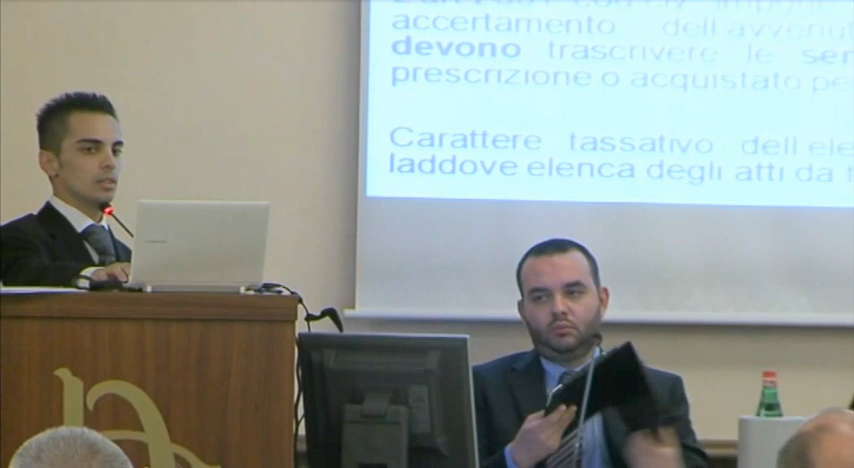 accertamento dell'avvenut
devono trascrivere le sen
prescrizione o acquistato pe
Carattere tassativo dell'ele
laddove elenca degli atti da t